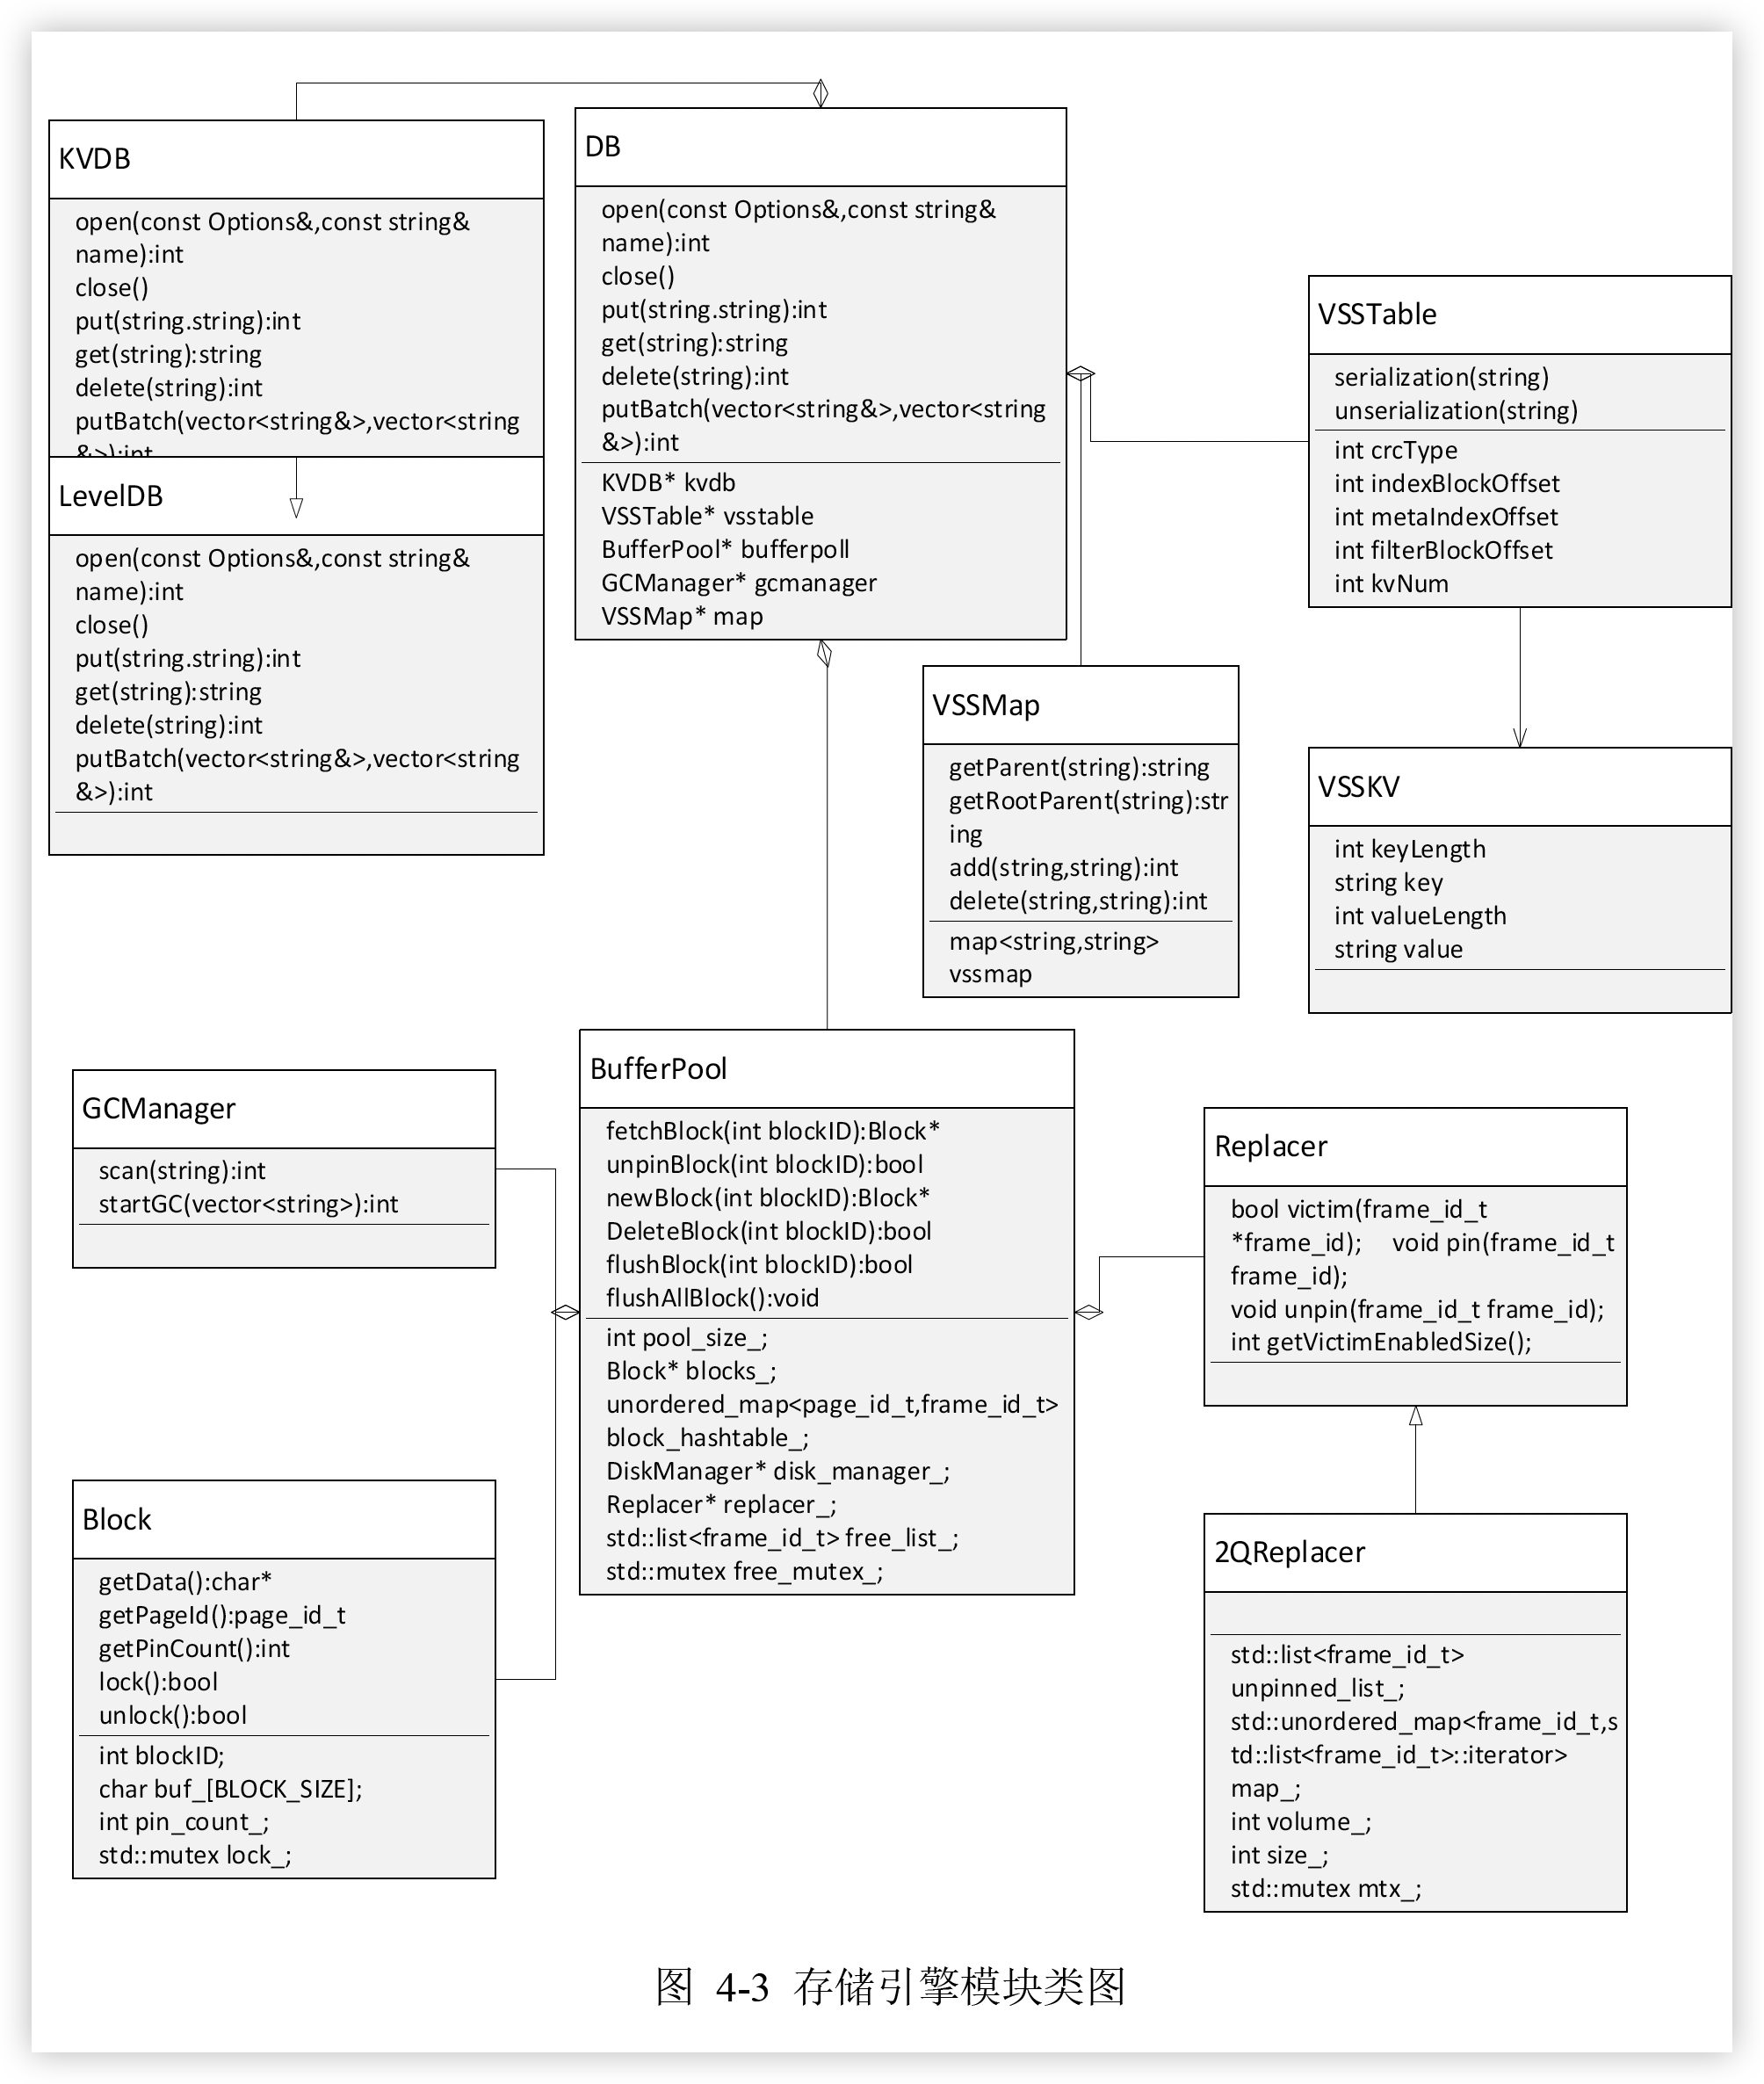 KVDB
open(const Options&,const string&
name):int
close()
put(string.string):int
get(string):string
delete(string):int
putBatch(vector<string&>,vector<string
&>):int
LevelDB
open(const Options&,const string&
name):int
close()
put(string.string):int
get(string):string
delete(string):int
putBatch(vector<string&>,vector<string
&>):int
DB
open(const Options&,const string&
name):int
close()
put(string.string):int
get(string):string
delete(string):int
putBatch(vector<string&>,vector<string
&>):int
KVDB* kvdb
VSSTable* vsstable
BufferPool* bufferpoll
GCManager* gcmanager
VSSMap* map
VSSTable
serialization(string)
unserialization(string)
int crcType
int indexBlockOffset
int metaIndexOffset
int filterBlockOffset
int kvNum
VSSMap
getParent(string):string
getRootParent(string):str
ing
add(string,string):int
delete(string,string):int
map<string,string>
vssmap
VSSKV
int keyLength
string key
int valueLength
string value
GCManager
scan(string):int
startGC(vector<string>):int
BufferPool
fetchBlock(int blockID):Block*
unpinBlock(int blockID):bool
newBlock(int blockID):Block*
DeleteBlock(int blockID):bool
flushBlock(int blockID):bool
flushAllBlock():void
int pool_size_;
Block* blocks_;
unordered_map<page_id_t,frame_id_t>
block_hashtable_;
DiskManager* disk_manager_;
Replacer* replacer_;
std::list<frame_id_t> free_list_;
std::mutex free_mutex_;
Replacer
bool victim(frame_id_t
*frame_id);    void pin(frame_id_t
frame_id);
void unpin(frame_id_t frame_id);
int getVictimEnabledSize();
Block
getData():char*
getPageId():page_id_t
getPinCount():int
lock():bool
unlock():bool
int blockID;
char buf_[BLOCK_SIZE];
int pin_count_;
std::mutex lock_;
2QReplacer
std::list<frame_id_t>
unpinned_list_;
std::unordered_map<frame_id_t,s
td::list<frame_id_t>::iterator>
map_;
int volume_;
int size_;
std::mutex mtx_;
图 4-3 存储引擎模块类图